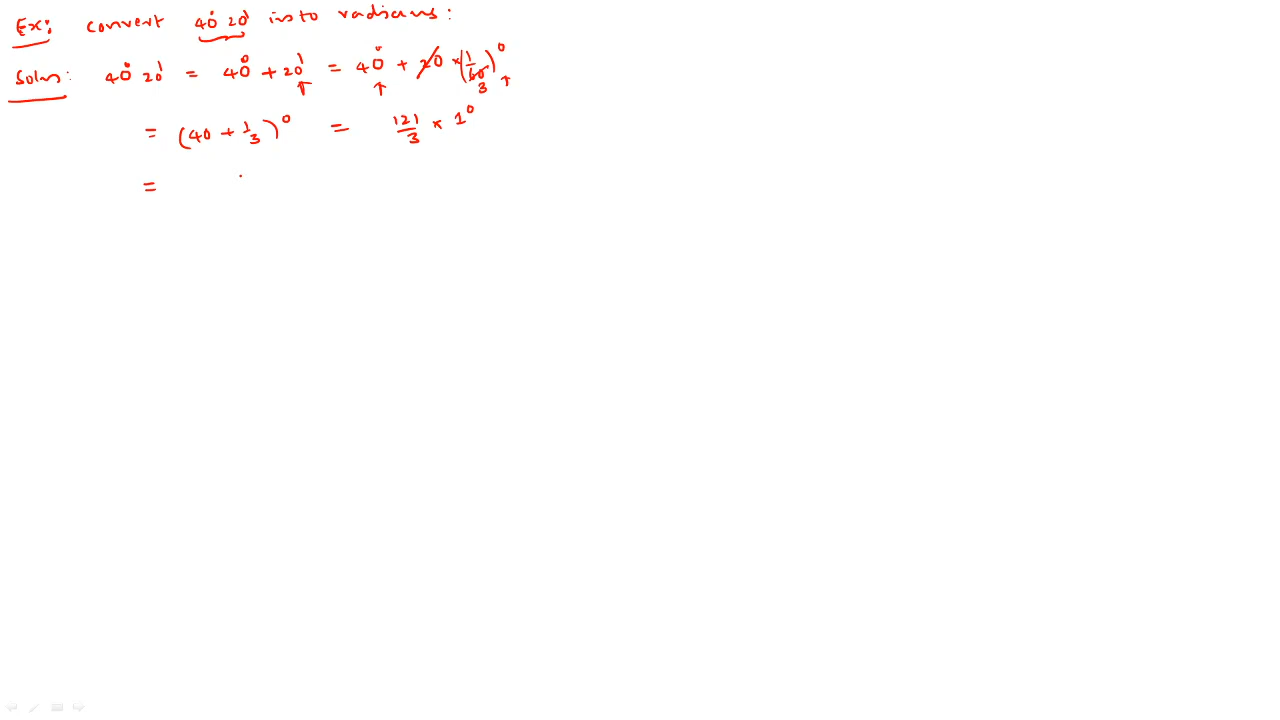 Ex: convert 40° 20' into radians:
Soln: 40° 20' = 40° + 20' = 40° + 20 × (1/60)° 3
= (40 + 1/3)° = 121/3 × 1°
=